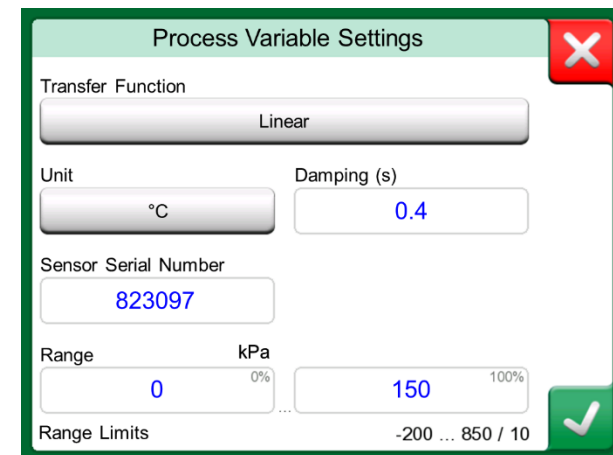 Process Variable Settings
Transfer Function
Linear
Unit Damping (s)
°C 0.4
Sensor Serial Number
823097
Range kPa
0 0% ... 150 100%
Range Limits -200 ... 850 / 10